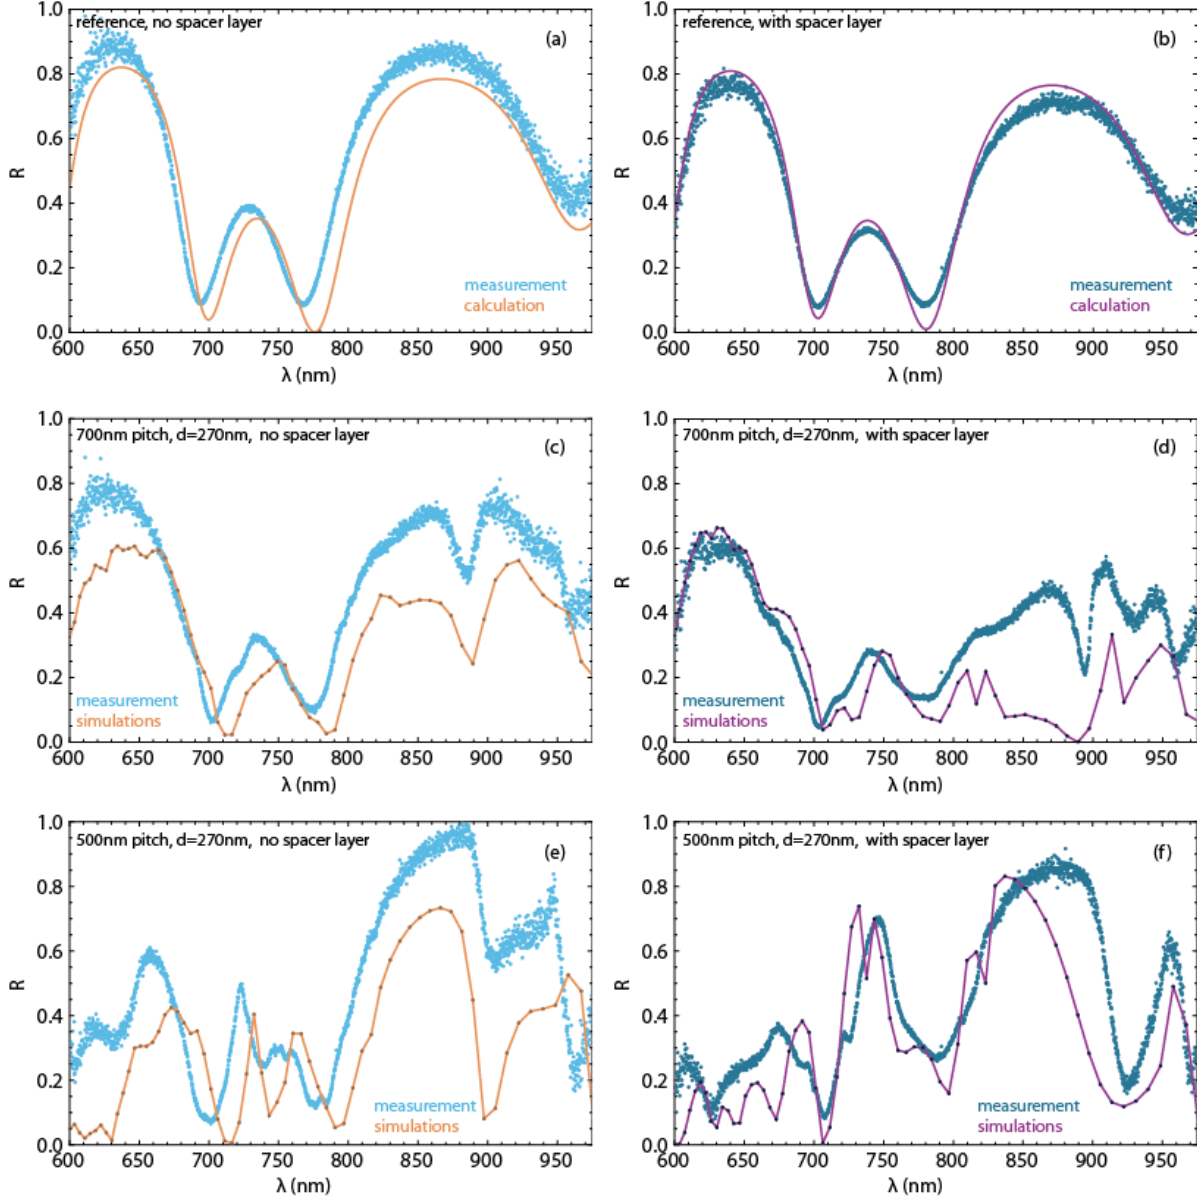 reference, no spacer layer
(a)
1.0
0.8
0.6
0.4
0.2
0.0
R
measurement
calculation
600 650 700 750 800 850 900 950
λ (nm)
reference, with spacer layer
(b)
1.0
0.8
0.6
0.4
0.2
0.0
R
measurement
calculation
600 650 700 750 800 850 900 950
λ (nm)
700nm pitch, d=270nm, no spacer layer
(c)
1.0
0.8
0.6
0.4
0.2
0.0
R
measurement
simulations
600 650 700 750 800 850 900 950
λ (nm)
700nm pitch, d=270nm, with spacer layer
(d)
1.0
0.8
0.6
0.4
0.2
0.0
R
measurement
simulations
600 650 700 750 800 850 900 950
λ (nm)
500nm pitch, d=270nm, no spacer layer
(e)
1.0
0.8
0.6
0.4
0.2
0.0
R
measurement
simulations
600 650 700 750 800 850 900 950
λ (nm)
500nm pitch, d=270nm, with spacer layer
(f)
1.0
0.8
0.6
0.4
0.2
0.0
R
measurement
simulations
600 650 700 750 800 850 900 950
λ (nm)